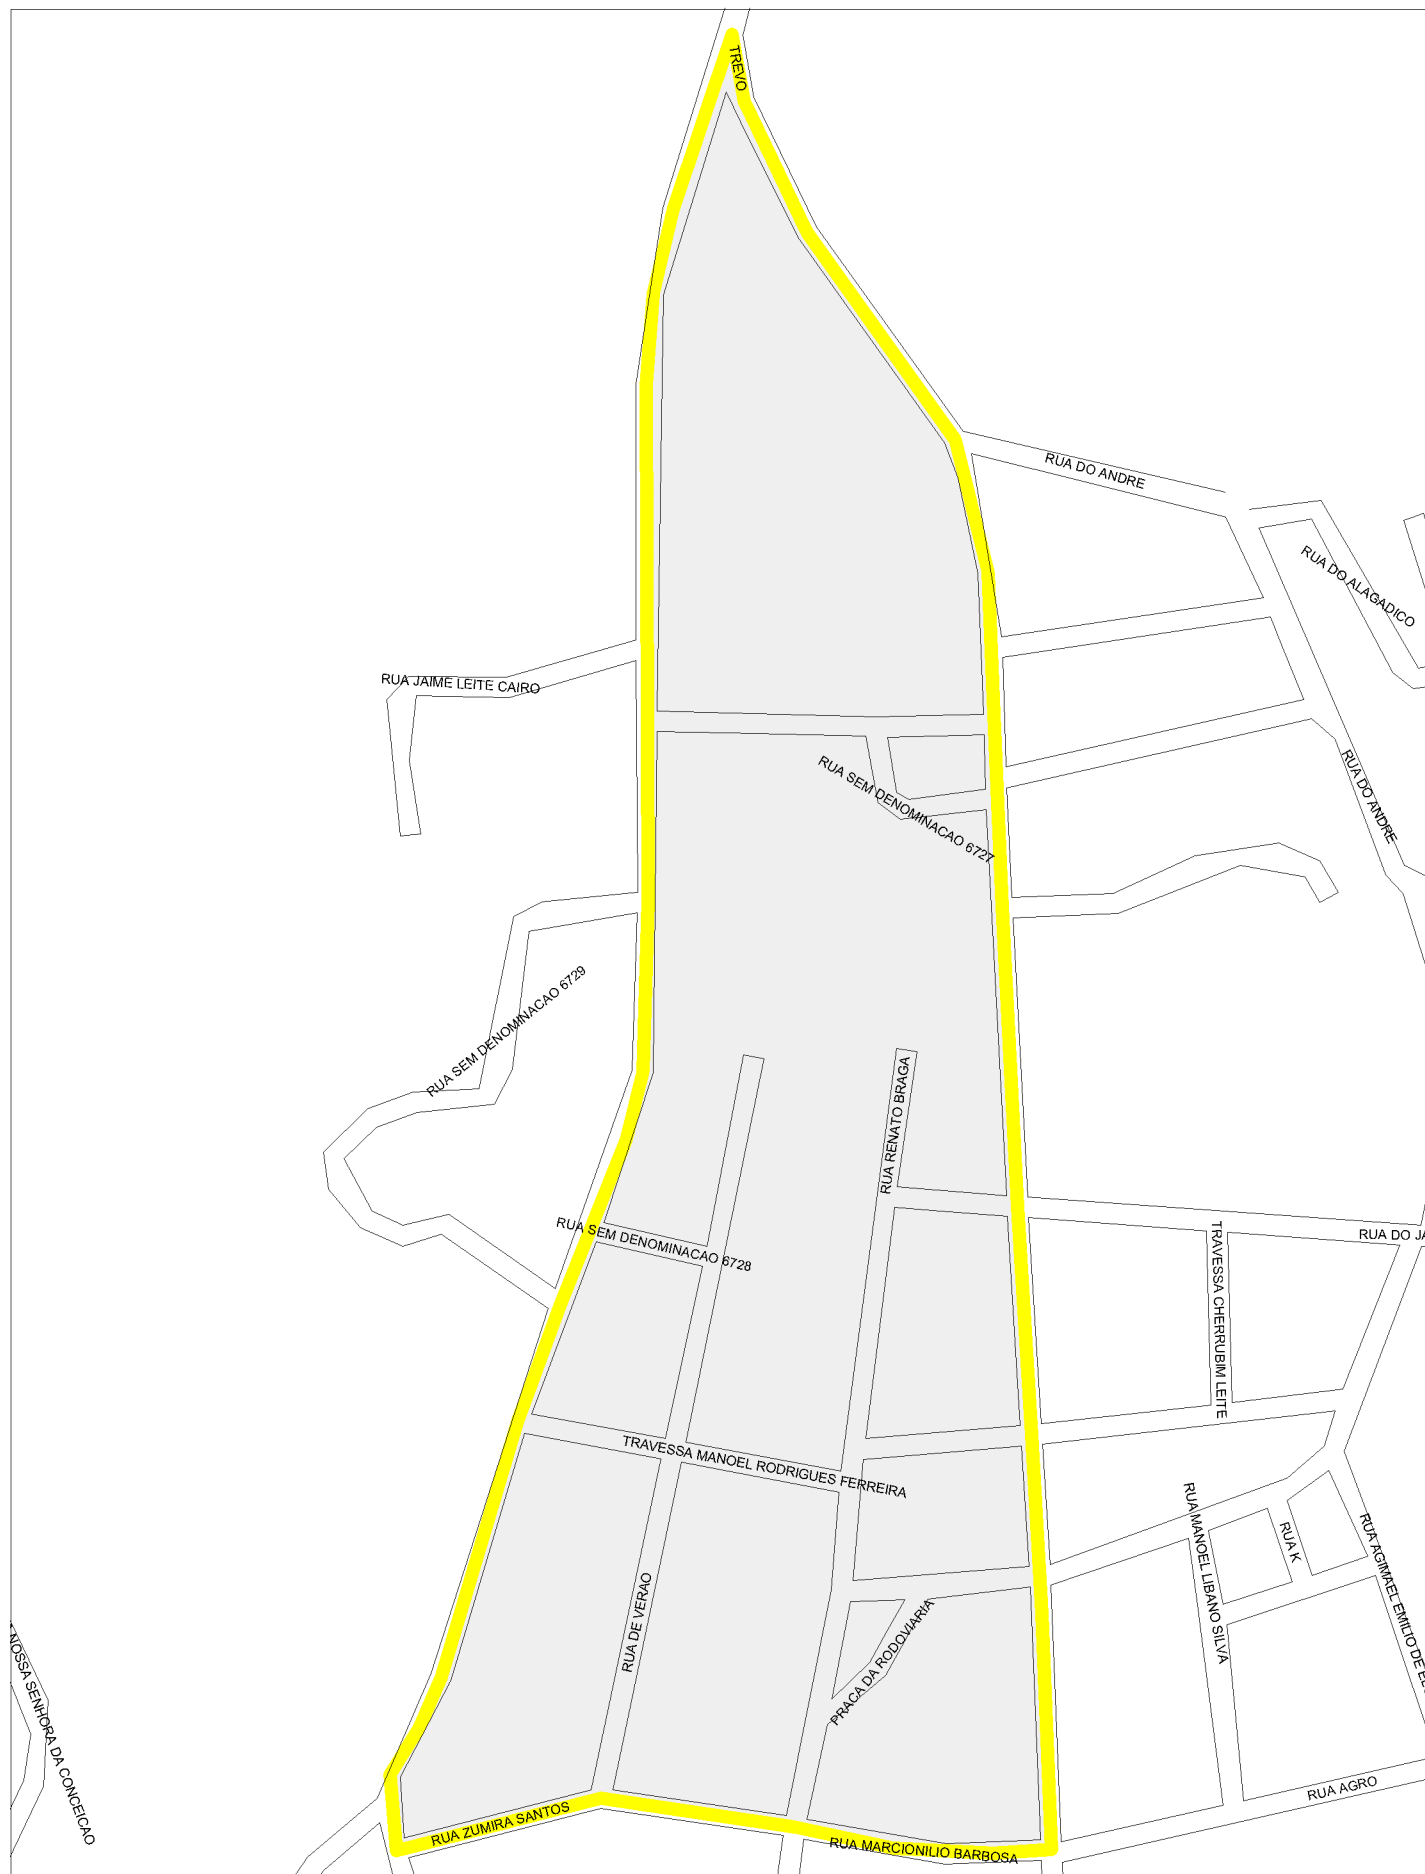 TREVO
RUA DO ANDRE
RUA DO ALAGADICO
RUA JAIME LEITE CAIRO
RUA SEM DENOMINACAO 6727
RUA DO ANDRE
RUA SEM DENOMINACAO 6729
RUA RENATO BRAGA
RUA SEM DENOMINACAO 6728
RUA DO JA
TRAVESSA CHERRUBIM LEITE
TRAVESSA MANOEL RODRIGUES FERREIRA
RUA MANOEL LIBANO SILVA
RUA K
RUA AGIMAEL EMILIO DE
RUA DE VERAO
PRACA DA RODOVIARIA
NOSSA SENHORA DA CONCEICAO
RUA AGRO
RUA ZUMIRA SANTOS
RUA MARCIONILIO BARBOSA